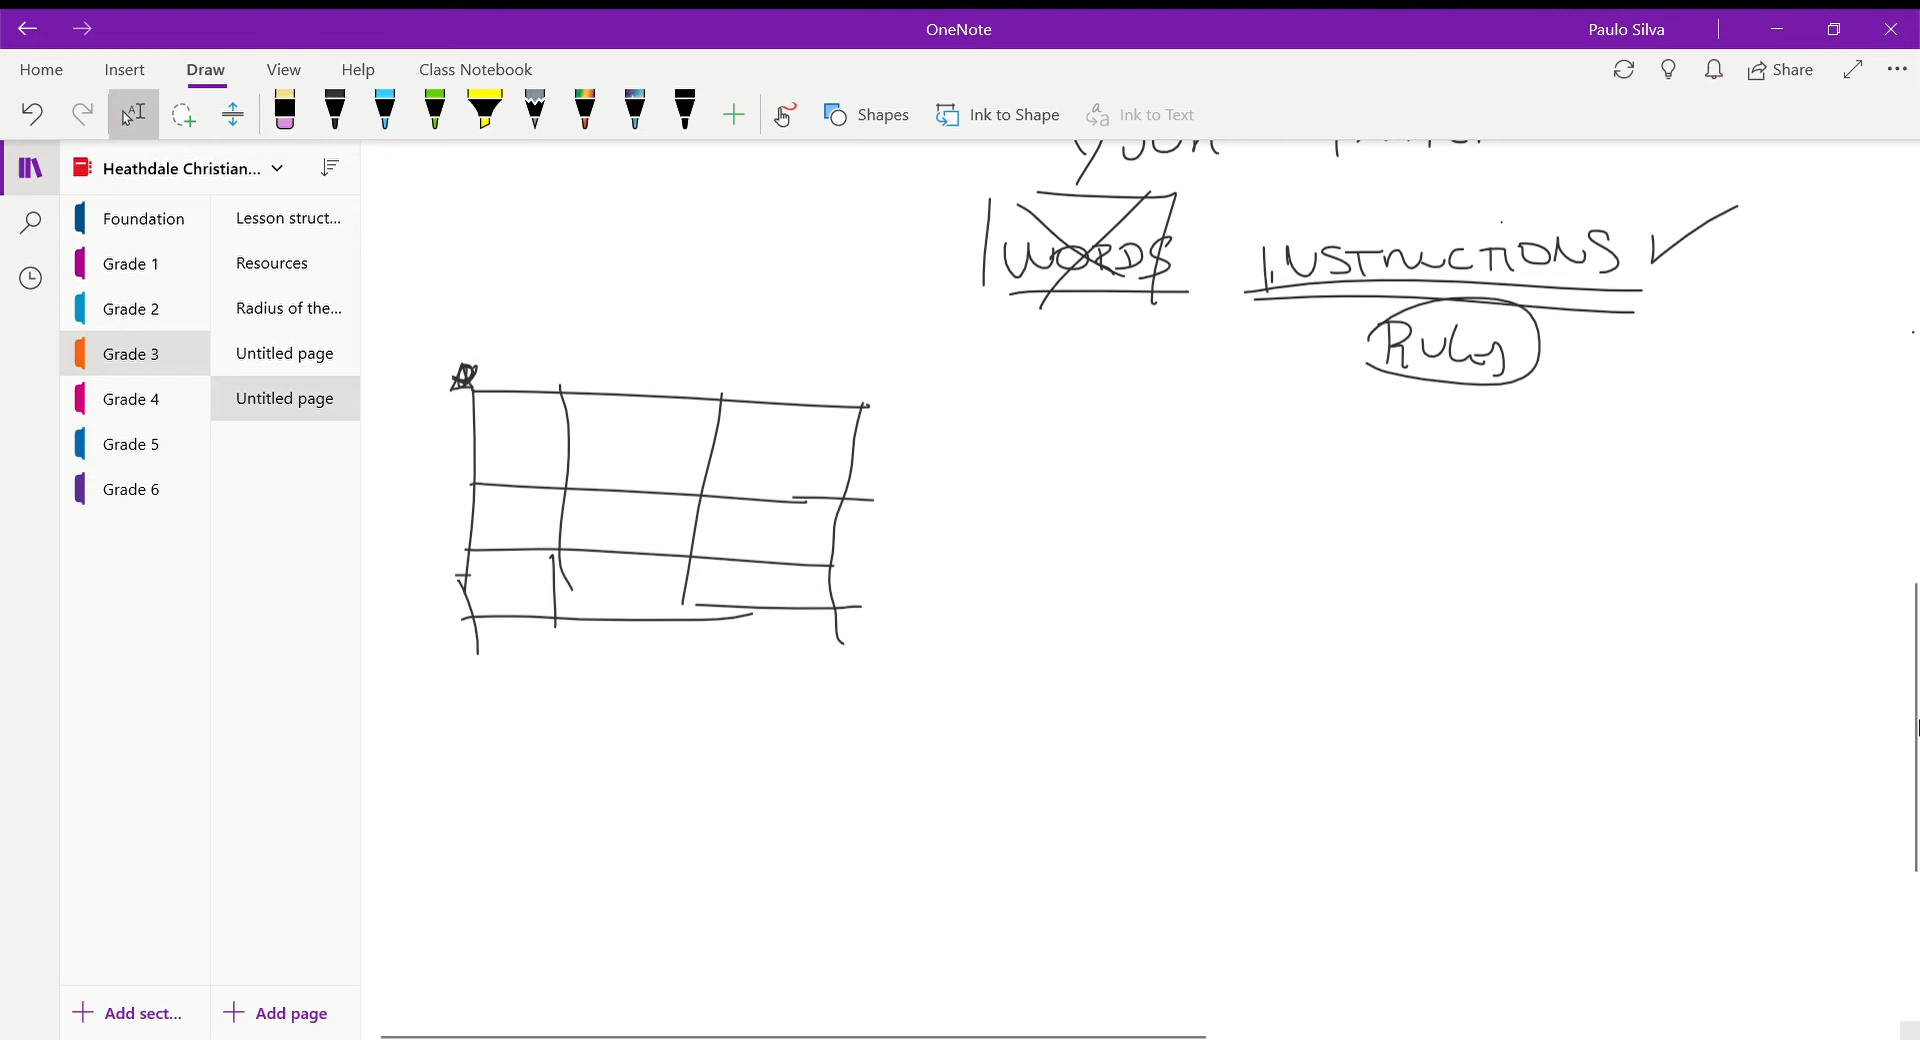 OneNote
Paulo Silva
Home Insert Draw View Help Class Notebook
Share
Shapes Ink to Shape Ink to Text
Heathdale Christian...
Foundation
Grade 1
Grade 2
Grade 3
Grade 4
Grade 5
Grade 6
Lesson struct...
Resources
Radius of the...
Untitled page
Untitled page
WORDS INSTRUCTIONS
RULES
Add sect... Add page